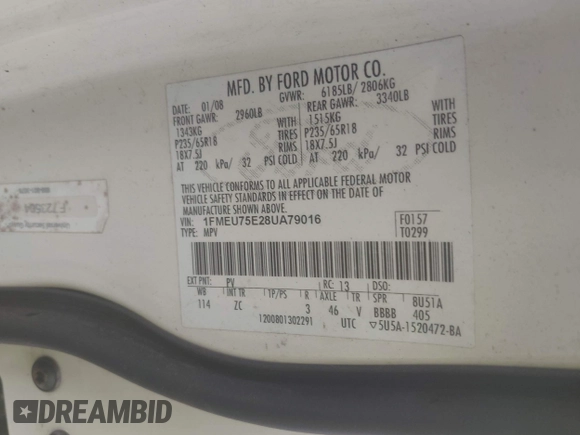 MFD. BY FORD MOTOR CO.
DATE: 01/08 GVWR: 6185LB/ 2806KG
FRONT GAWR: 2960LB REAR GAWR: 3340LB
1343KG 1515KG
P235/65R18 TIRES P235/65R18 TIRES
18X7.5J RIMS 18X7.5J RIMS
AT 220 kPa/ 32 PSI COLD AT 220 kPa/ 32 PSI COLD
THIS VEHICLE CONFORMS TO ALL APPLICABLE FEDERAL MOTOR
VEHICLE SAFETY STANDARDS IN EFFECT ON THE DATE OF
MANUFACTURE SHOWN ABOVE.
VIN: 1FMEU75E28UA79016 F0157
TYPE: MPV T0299
EXT PNT: PV RC: 13 DSO:
WB INT TR TP/PS R AXLE TR SPR BUS1A
114 ZC 3 46 V BBBB 405
1200801302291 UTC ▽5U5A-1520472-BA
DREAMBID